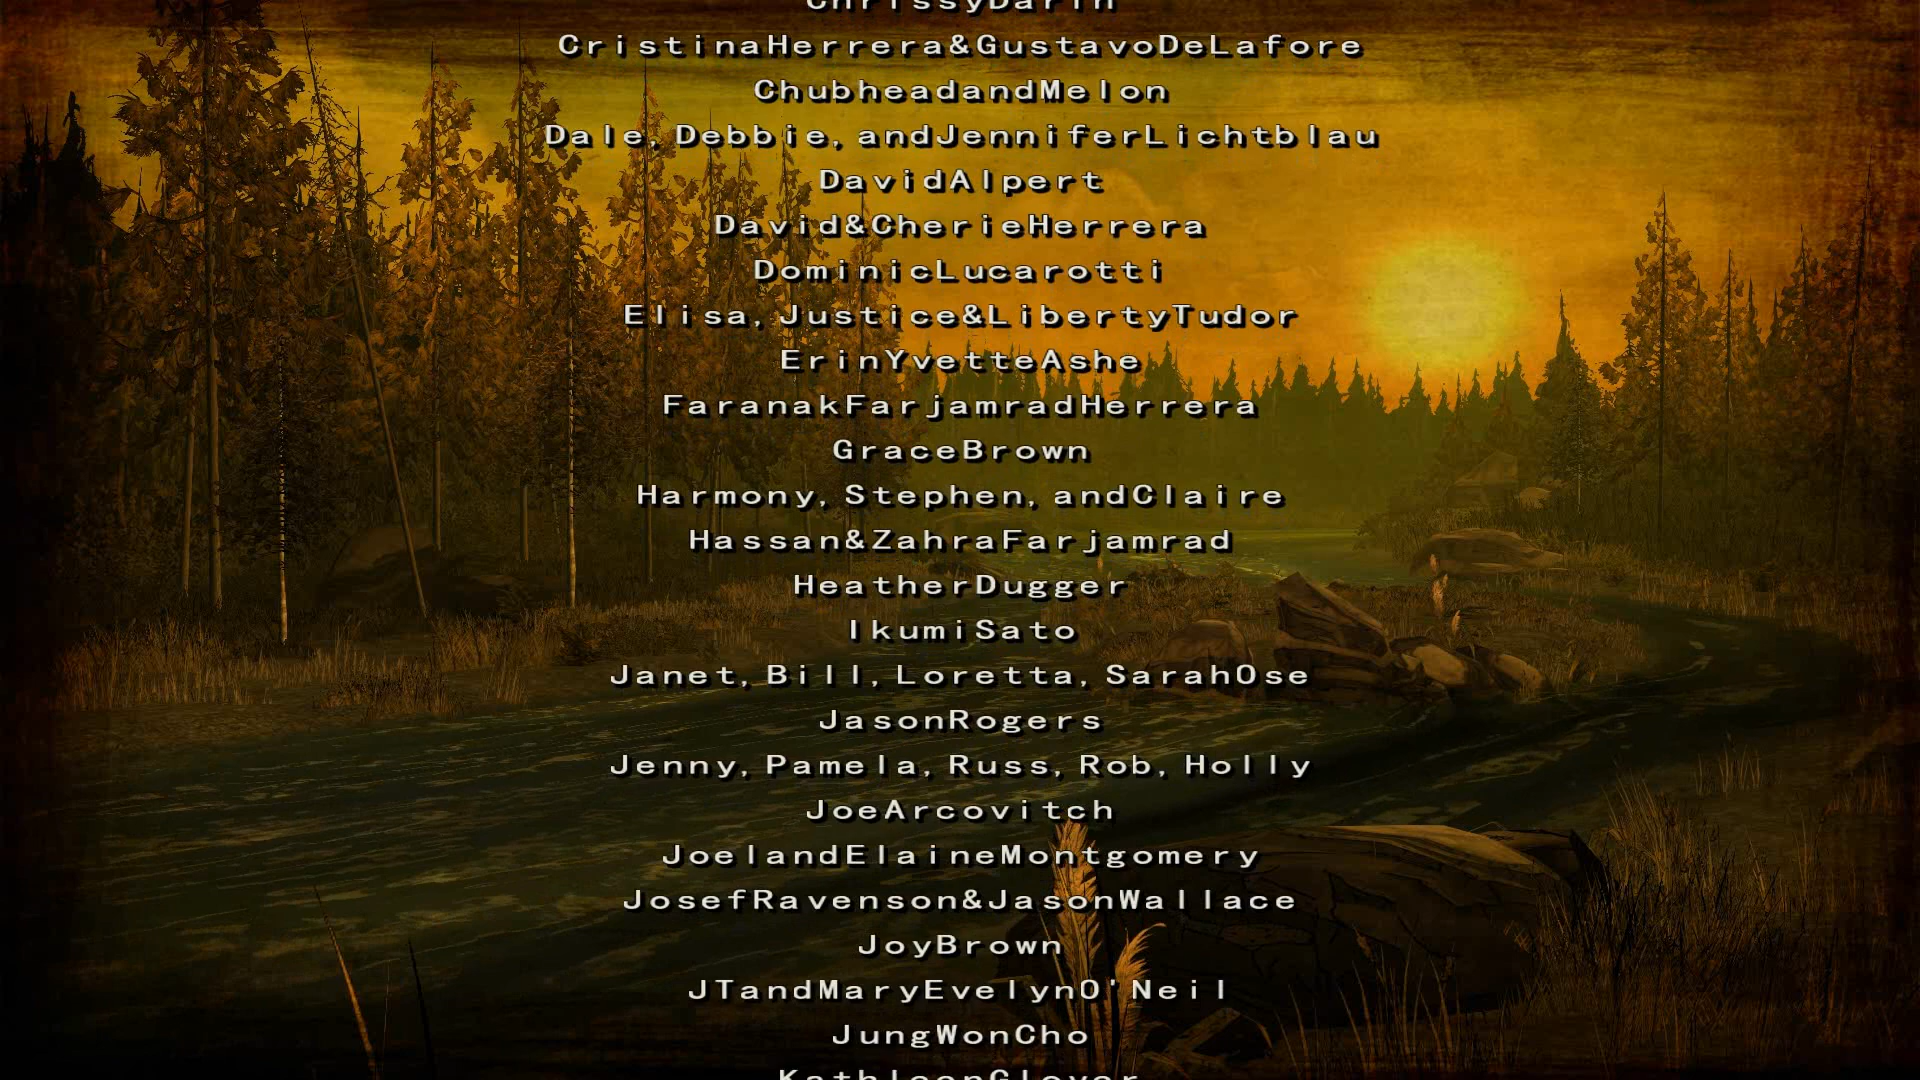 ChrissyDarin
CristinaHerrera&GustavoDeLafore
ChubheadandMelon
Dale,Debbie,andJenniferLichtblau
DavidAlpert
David&CherieHerrera
DominicLucarotti
Elisa,Justice&LibertyTudor
ErinYvetteAshe
FaranakFarjamradHerrera
GraceBrown
Harmony,Stephen,andClaire
Hassan&ZahraFarjamrad
HeatherDugger
IkumiSato
Janet,Bill,Loretta,SarahOse
JasonRogers
Jenny,Pamela,Russ,Rob,Holly
JoeArcovitch
JoelandElaineMontgomery
JosefRavenson&JasonWallace
JoyBrown
JTandMaryEvelynO'Neil
JungWonCho
KathleenGlover